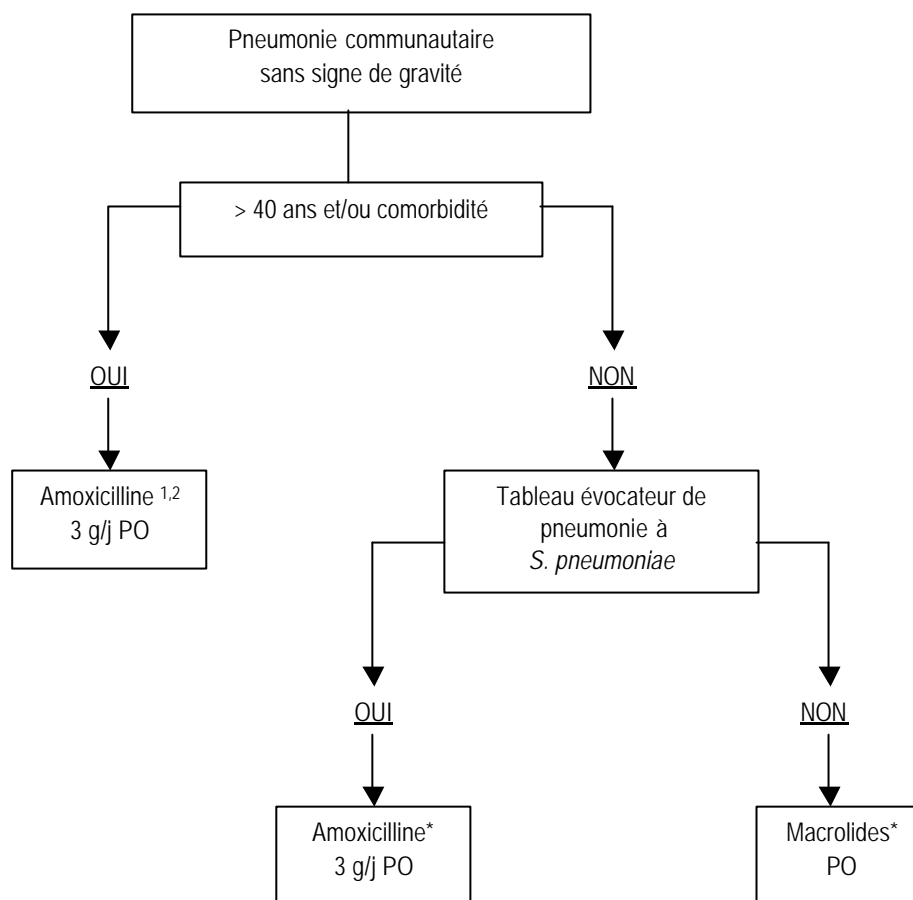 Pneumonie communautaire
sans signe de gravité
> 40 ans et/ou comorbidité
OUI
NON
Amoxicilline 1,2
3 g/j PO
Tableau évocateur de
pneumonie à
S. pneumoniae
OUI
NON
Amoxicilline*
3 g/j PO
Macrolides*
PO